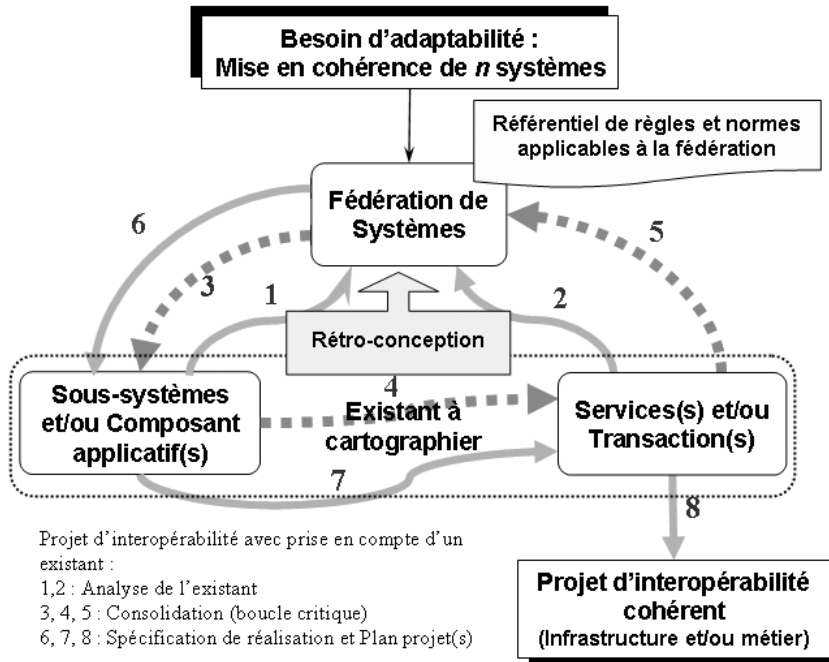 Besoin d'adaptabilité :
Mise en cohérence de n systèmes
Référentiel de règles et normes
applicables à la fédération
Fédération de
Systèmes
6
3
1
2
5
Rétro-conception
4
Sous-systèmes
et/ou Composant
applicatif(s)
Existant à
cartographier
Services(s) et/ou
Transaction(s)
7
8
Projet d'interopérabilité avec prise en compte d'un
existant :
1,2 : Analyse de l'existant
3, 4, 5 : Consolidation (boucle critique)
6, 7, 8 : Spécification de réalisation et Plan projet(s)
Projet d'interopérabilité
cohérent
(Infrastructure et/ou métier)